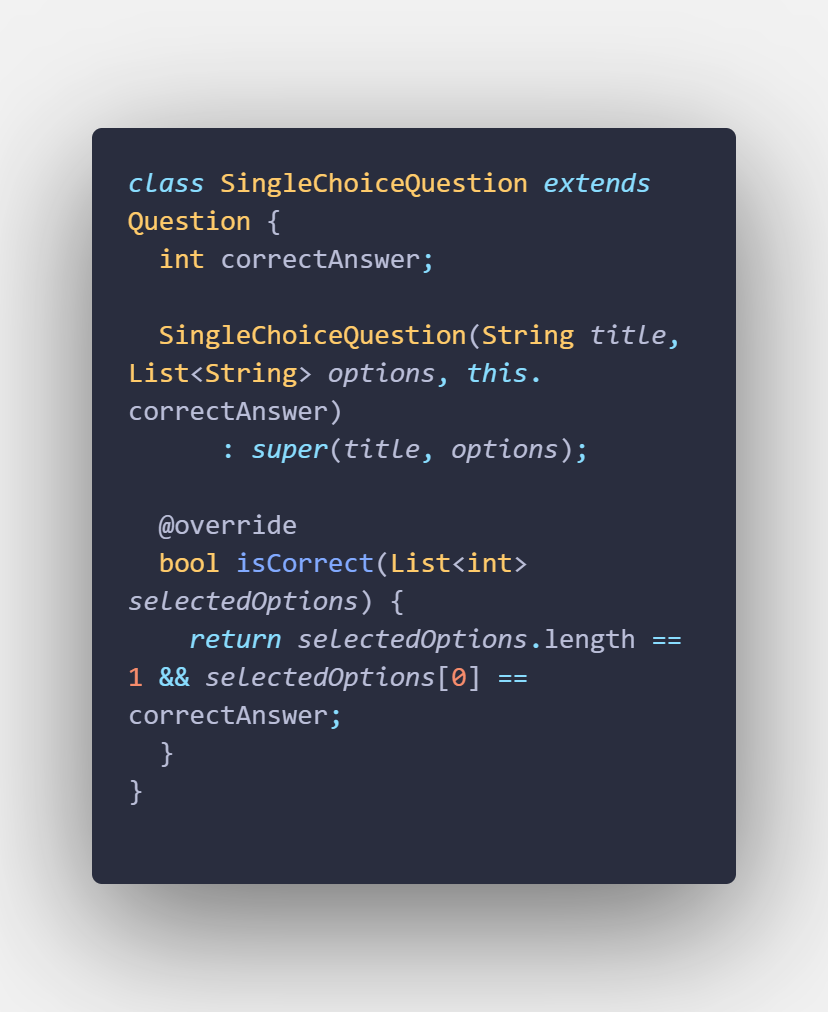 class SingleChoiceQuestion extends
Question {
  int correctAnswer;

  SingleChoiceQuestion(String title,
List<String> options, this.
correctAnswer)
      : super(title, options);

  @override
  bool isCorrect(List<int>
selectedOptions) {
    return selectedOptions.length ==
1 && selectedOptions[0] ==
correctAnswer;
  }
}